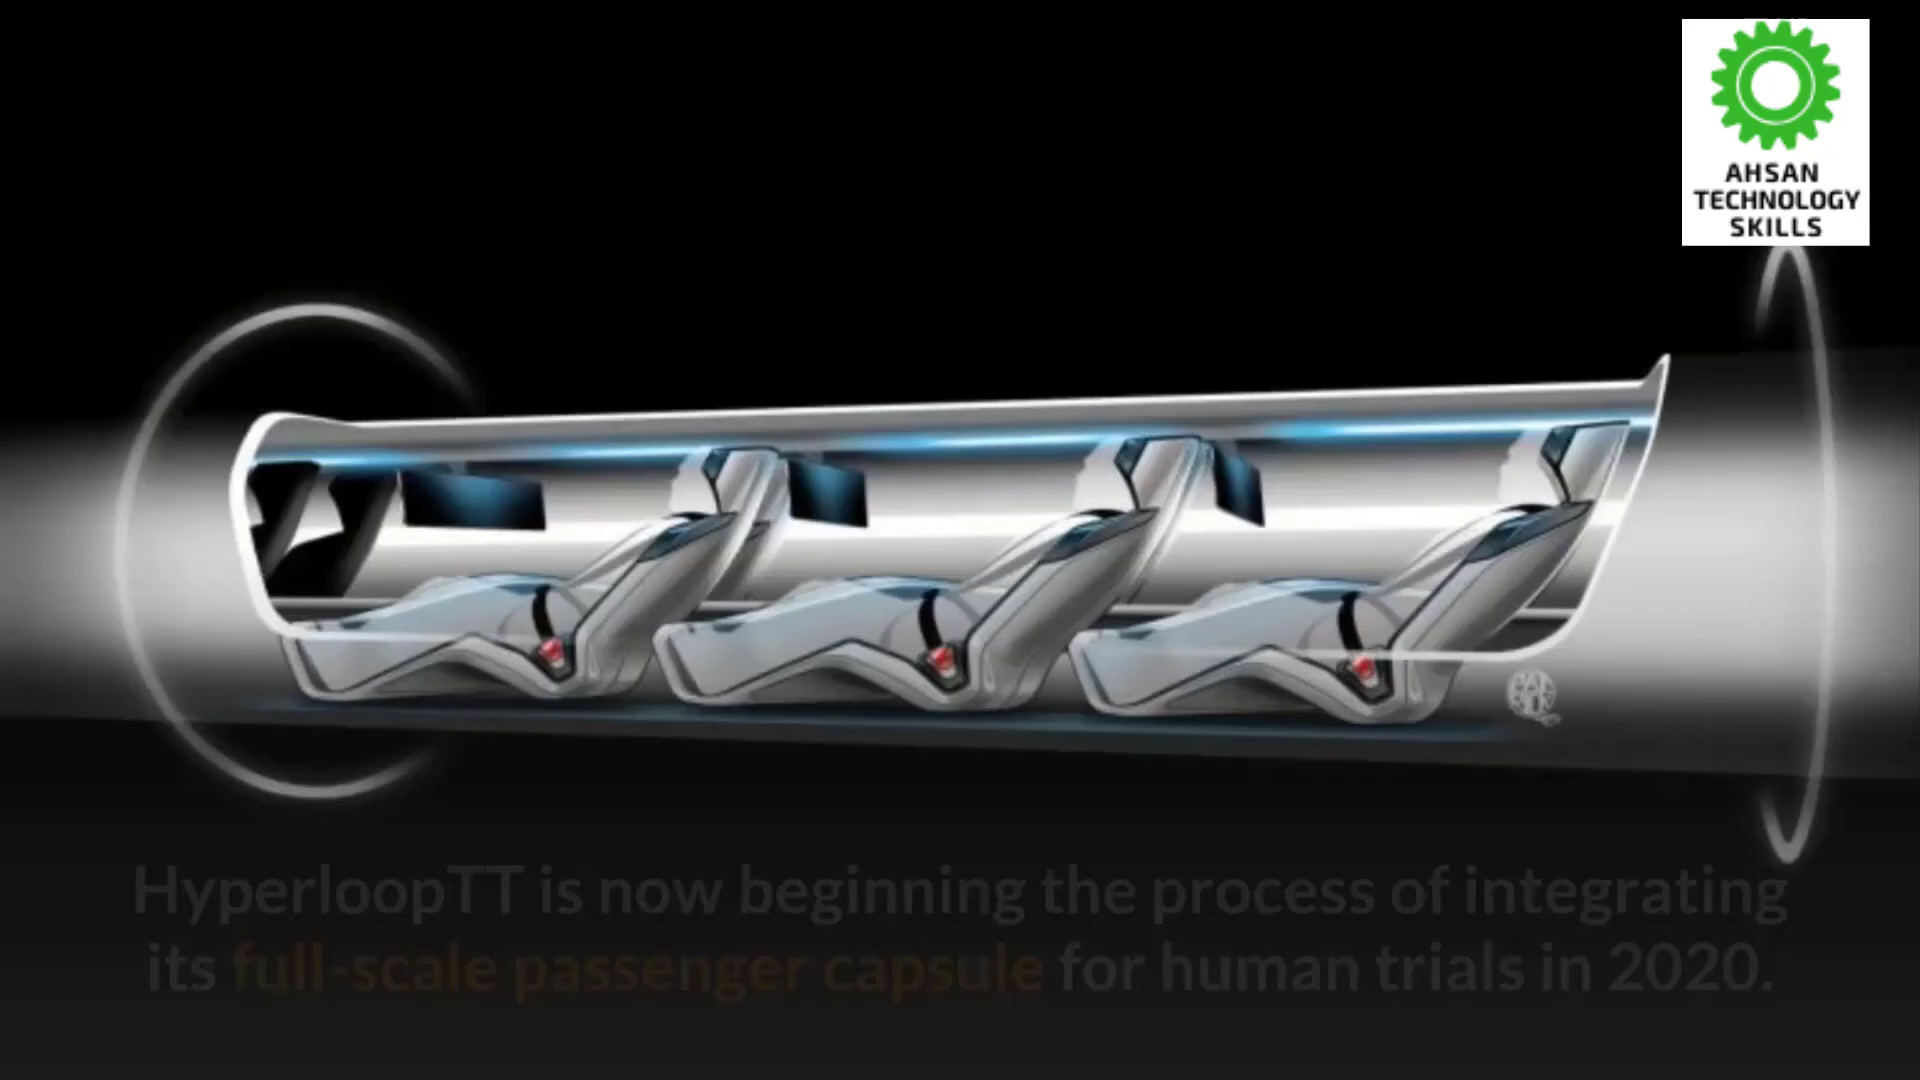 AHSAN
TECHNOLOGY
SKILLS
HyperloopTT is now beginning the process of integrating
its full-scale passenger capsule for human trials in 2020.